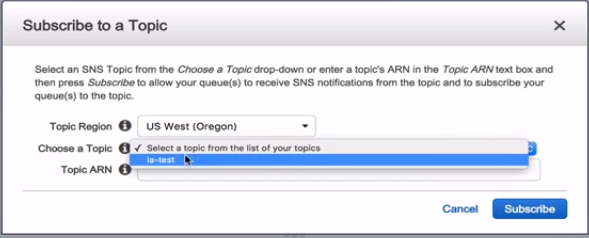 Subscribe to a Topic
Select an SNS Topic from the Choose a Topic drop-down or enter a topic's ARN in the Topic ARN text box and
then press Subscribe to allow your queue(s) to receive SNS notifications from the topic and to subscribe your
queue(s) to the topic.
Topic Region US West (Oregon)
Choose a Topic ✓ Select a topic from the list of your topics
la-test
Topic ARN
Cancel Subscribe